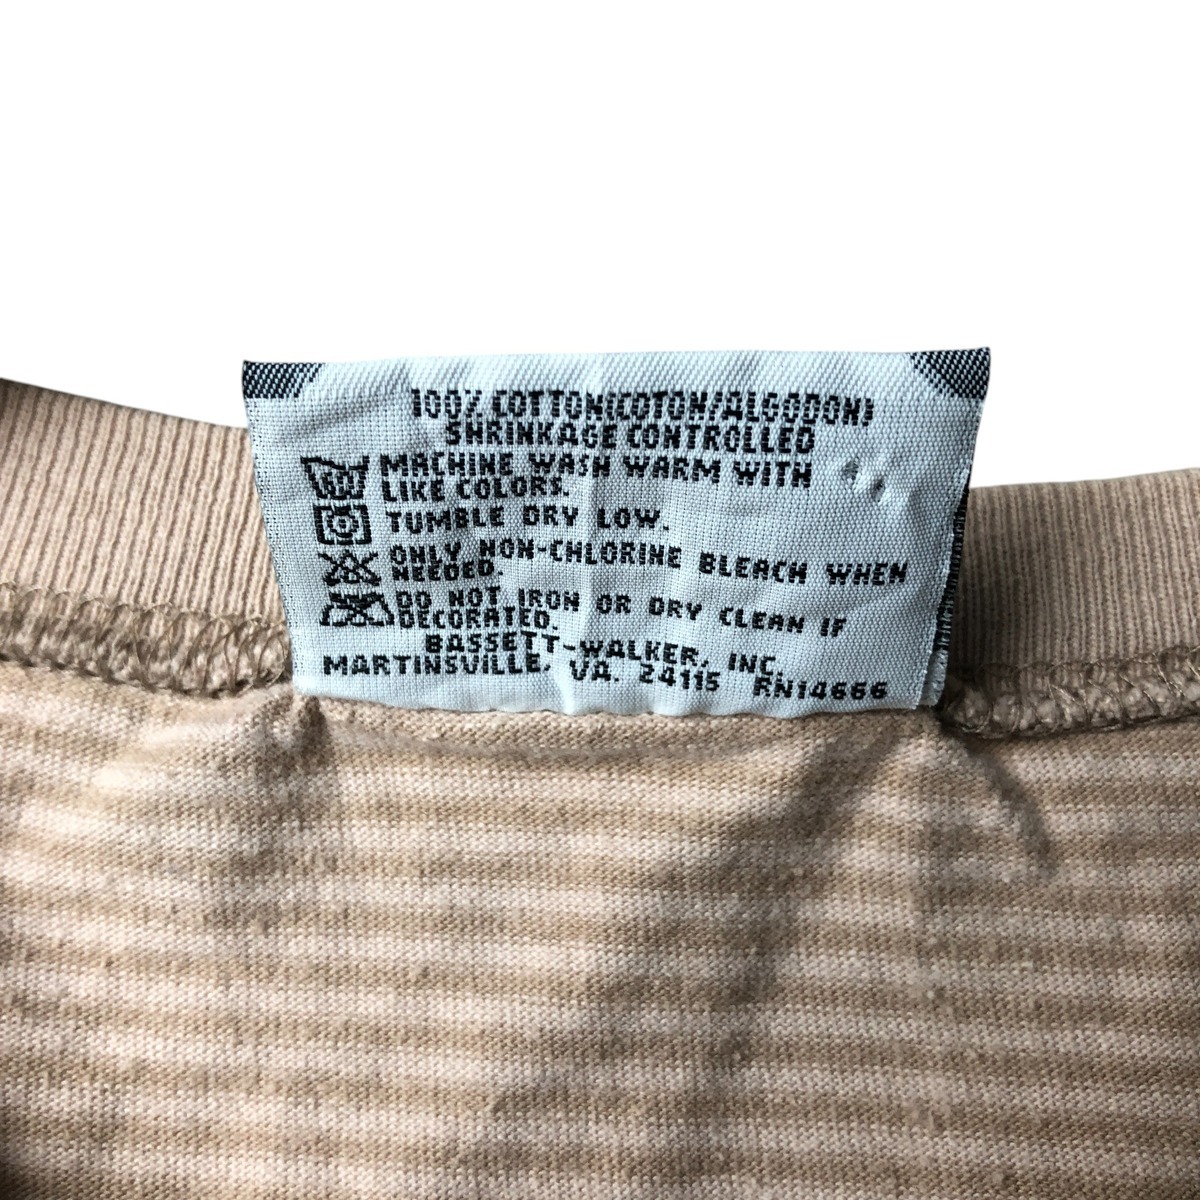 100% COTTON(COTON/ALGODON)
SHRINKAGE CONTROLLED
MACHINE WASH WARM WITH
LIKE COLORS.
TUMBLE DRY LOW.
ONLY NON-CHLORINE BLEACH WHEN
NEEDED.
DO NOT IRON OR DRY CLEAN IF
DECORATED.
BASSETT-WALKER, INC.
MARTINSVILLE, VA. 24115 RN14666